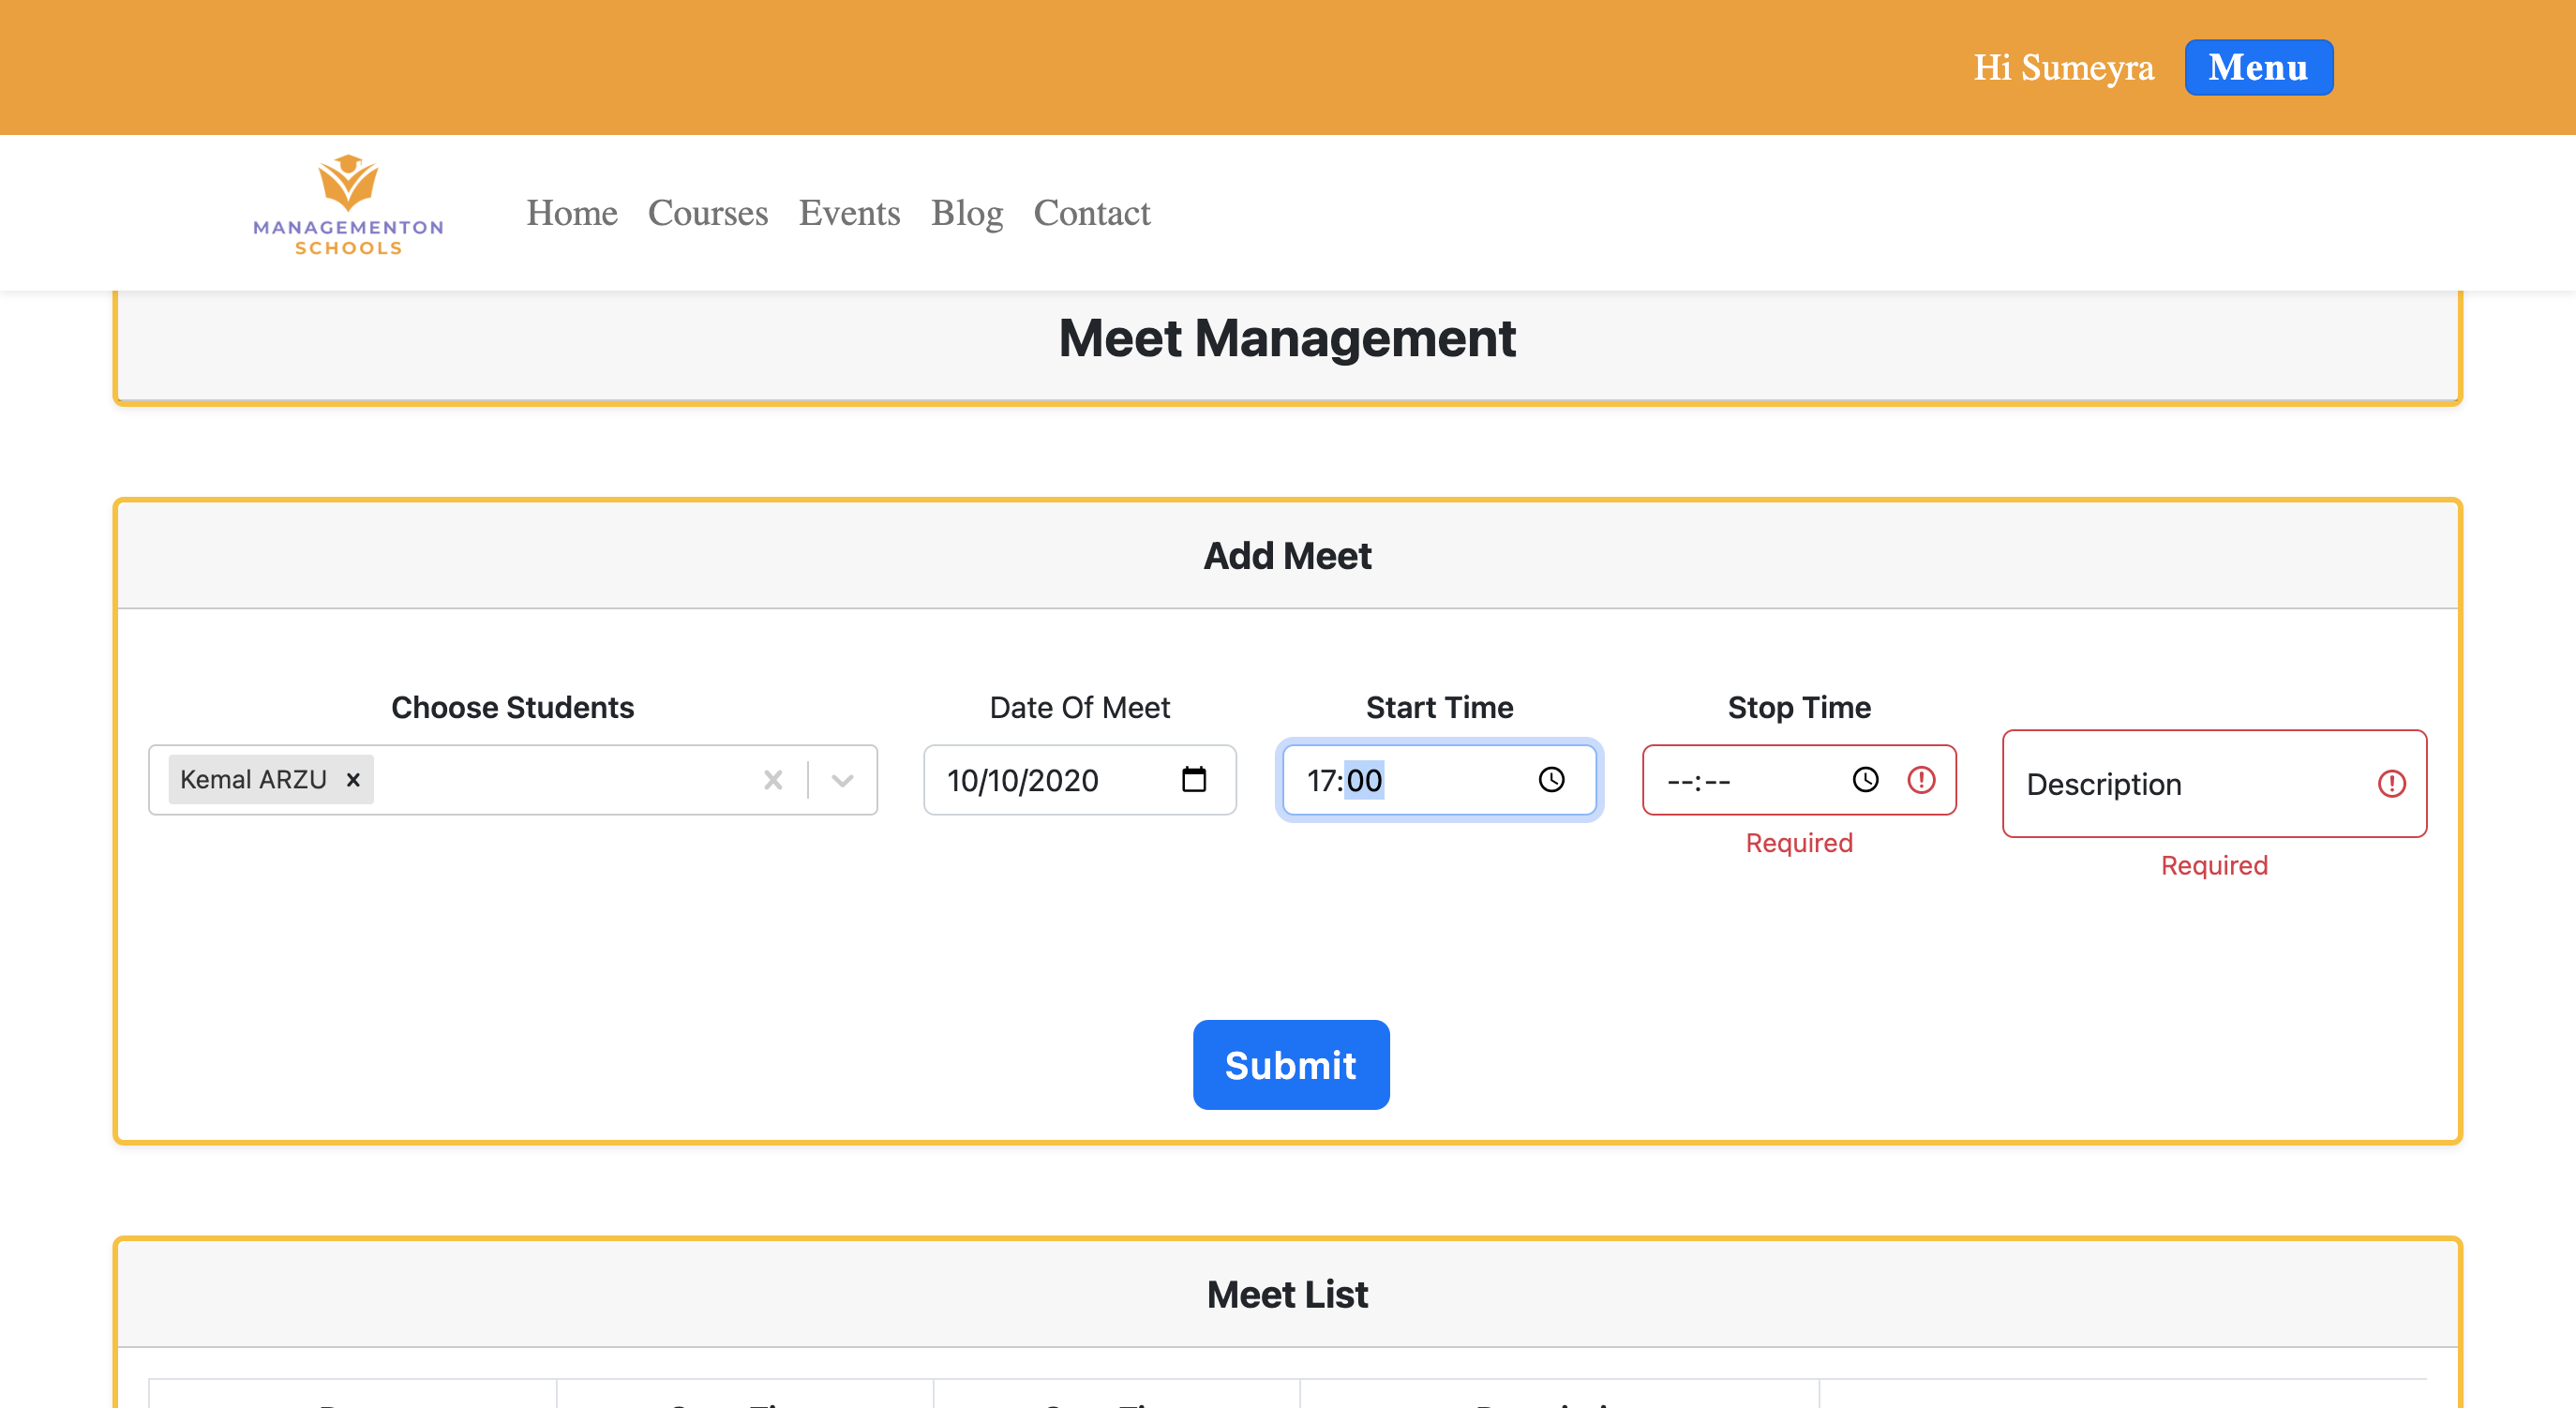 Hi Sumeyra Menu
MANAGEMENTON
SCHOOLS
Home Courses Events Blog Contact
Meet Management
Add Meet
Choose Students Date Of Meet Start Time Stop Time
Kemal ARZU 10/10/2020 17:00 --:-- Description
Required Required
Submit
Meet List